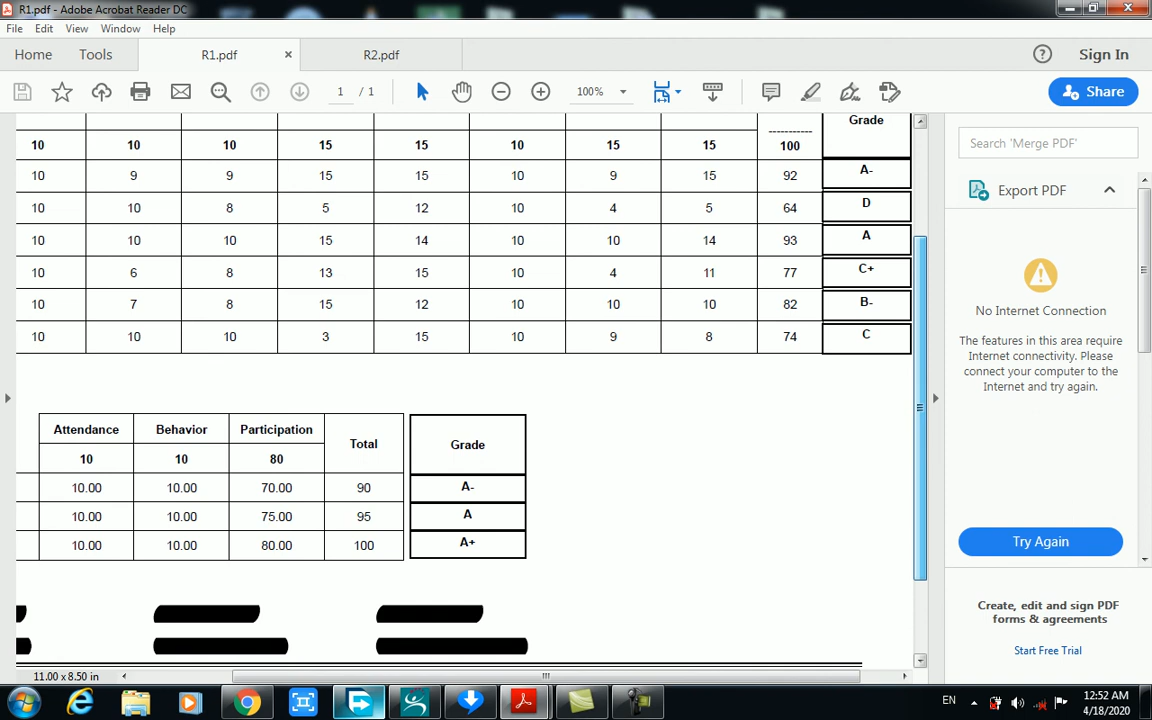 R1.pdf - Adobe Acrobat Reader DC
File Edit View Window Help
Home Tools R1.pdf × R2.pdf Sign In
1 / 1 100% Share
Grade
10 10 10 15 15 10 15 15 100
10 9 9 15 15 10 9 15 92 A-
10 10 8 5 12 10 4 5 64 D
10 10 10 15 14 10 10 14 93 A
10 6 8 13 15 10 4 11 77 C+
10 7 8 15 12 10 10 10 82 B-
10 10 10 3 15 10 9 8 74 C
Attendance Behavior Participation Total Grade
10 10 80
10.00 10.00 70.00 90 A-
10.00 10.00 75.00 95 A
10.00 10.00 80.00 100 A+
11.00 x 8.50 in
Search 'Merge PDF'
Export PDF
No Internet Connection
The features in this area require
Internet connectivity. Please
connect your computer to the
Internet and try again.
Try Again
Create, edit and sign PDF
forms & agreements
Start Free Trial
EN 12:52 AM
4/18/2020